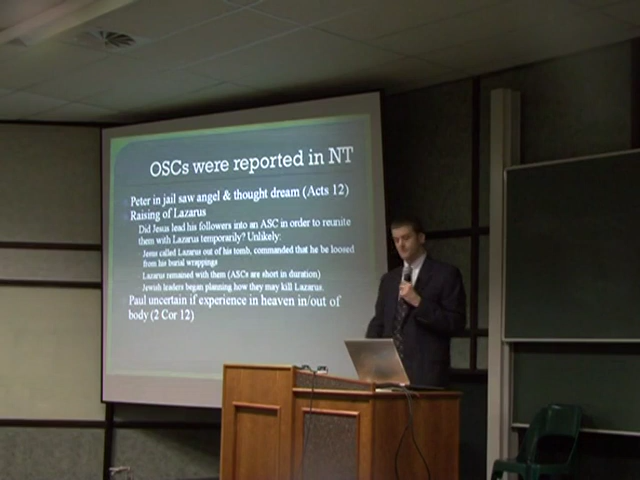 OSCs were reported in NT
Peter in jail saw angel & thought dream (Acts 12)
Raising of Lazarus
Did Jesus lead his followers into an ASC in order to reunite
them with Lazarus temporarily? Unlikely:
Jesus called Lazarus out of his tomb, commanded that he be loosed
from his burial wrappings
Lazarus remained with them (ASCs are short in duration)
Jewish leaders began planning how they may kill Lazarus.
Paul uncertain if experience in heaven in/out of
body (2 Cor 12)